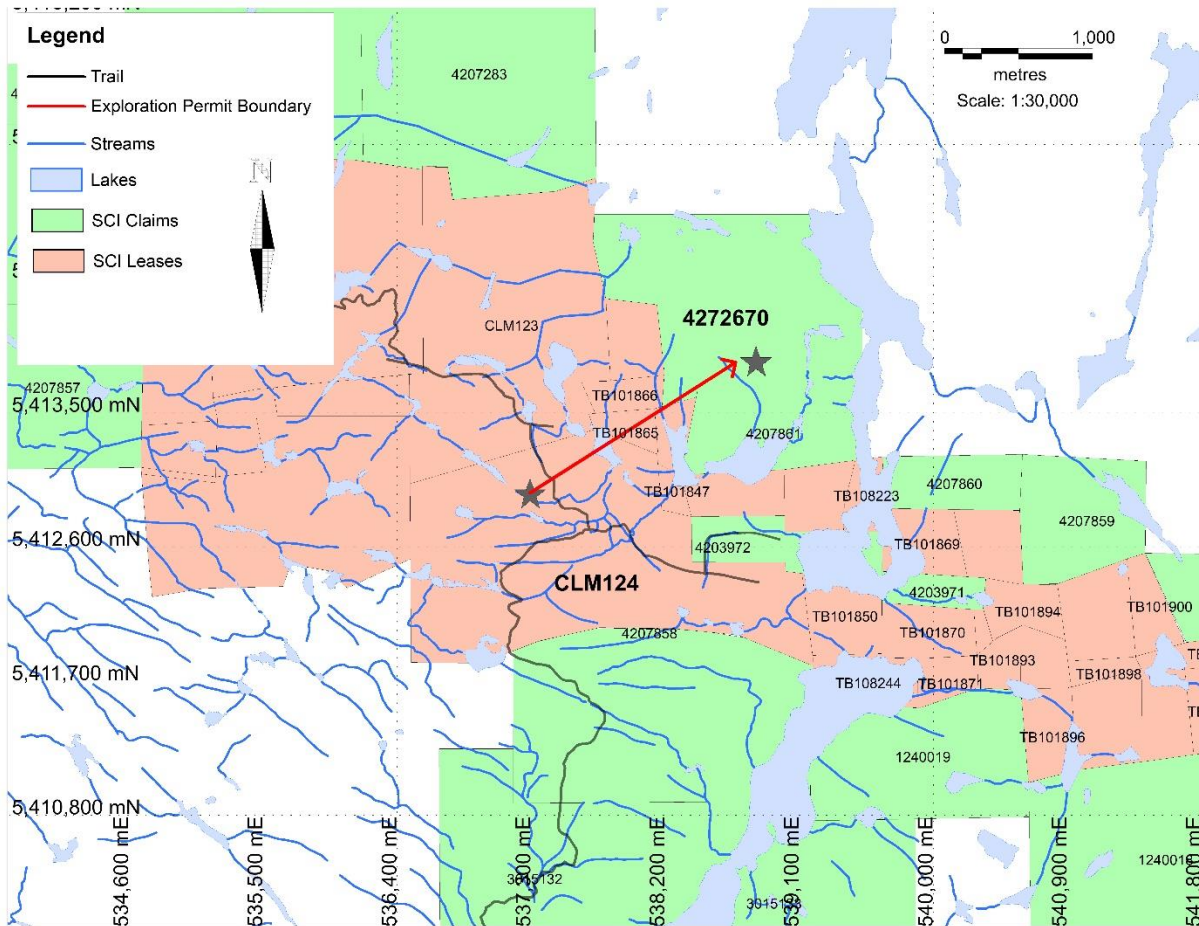 Legend
Trail
Exploration Permit Boundary
Streams
Lakes
SCI Claims
SCI Leases
N
0 1,000
metres
Scale: 1:30,000
4207283
CLM123
4272670
4207857
5,413,500 mN
TB101866
TB101865
4207861
TB101847
TB108223
4207860
4207859
5,412,600 mN
4203972
TB101869
CLM124
4203971
TB101894
TB101900
4207858
TB101850
TB101870
5,411,700 mN
TB101893
TB108244
TB101871
TB101898
TB101896
1240019
5,410,800 mN
3015132
534,600 mE
535,500 mE
536,400 mE
537,300 mE
538,200 mE
539,100 mE
540,000 mE
540,900 mE
541,800 mE